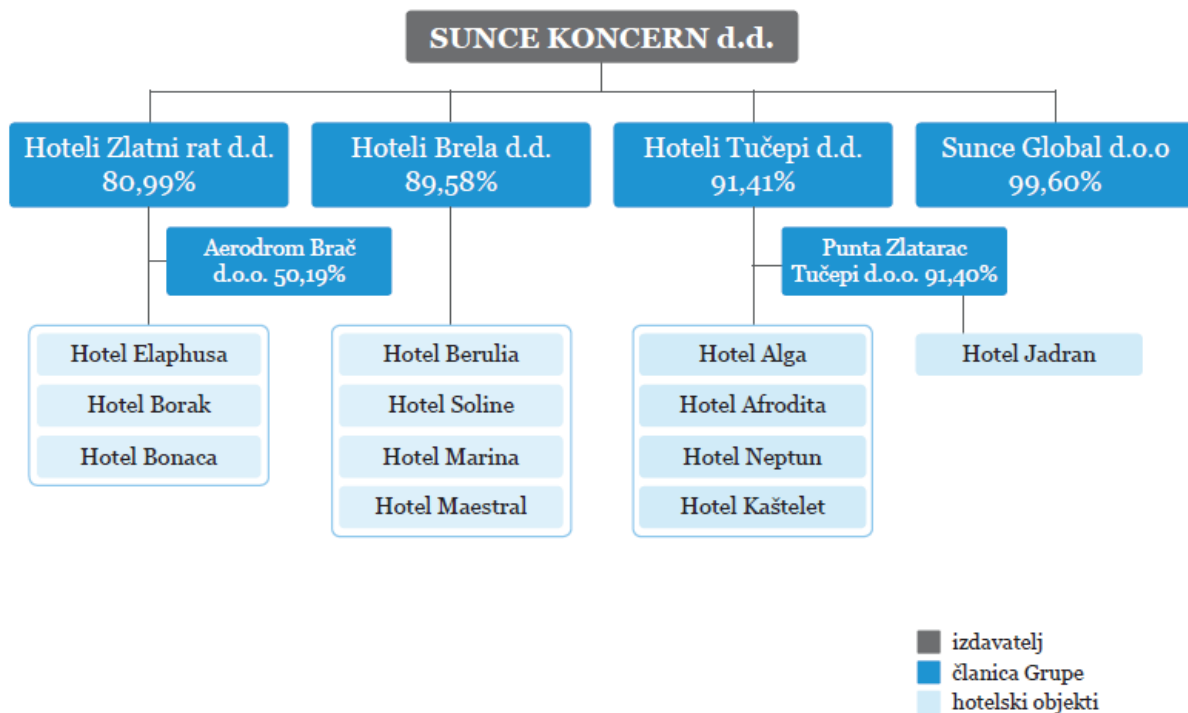 SUNCE KONCERN d.d.
Hoteli Zlatni rat d.d.
80,99%
Hoteli Brela d.d.
89,58%
Hoteli Tučepi d.d.
91,41%
Sunce Global d.o.o
99,60%
Aerodrom Brač
d.o.o. 50,19%
Punta Zlatarac
Tučepi d.o.o. 91,40%
Hotel Elaphusa
Hotel Borak
Hotel Bonaca
Hotel Berulia
Hotel Soline
Hotel Marina
Hotel Maestral
Hotel Alga
Hotel Afrodita
Hotel Neptun
Hotel Kaštelet
Hotel Jadran
izdavatelj
članica Grupe
hotelski objekti